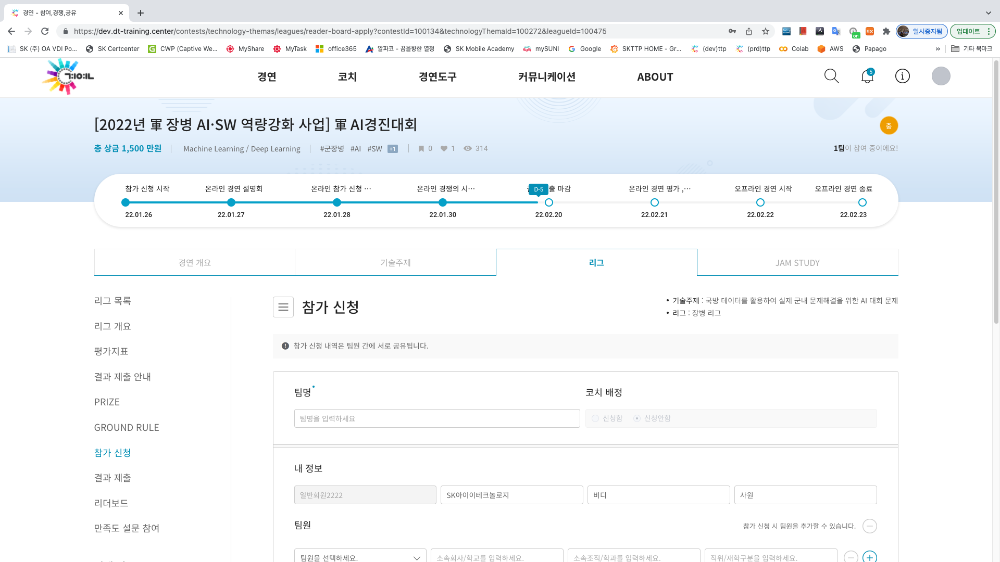 경연 - 참여,경쟁,공유
https://dev.dt-training.center/contests/technology-themas/leagues/reader-board-apply?contestId=100134&technologyThemaId=100272&leagueId=100475
on
EX
일시중지됨
업데이트
SK (주) OA VDI Po...
SK Certcenter
CWP (Captive We...
MyShare
MyTask
office365
알파코 - 꿈을향한 열정
SK Mobile Academy
mySUNI
Google
SKTTP HOME - Gr...
(dev)ttp
(prd)ttp
Colab
AWS
Papago
»
기타 북마크
경연
코치
경연도구
커뮤니케이션
ABOUT
5
[2022년 軍 장병 AI·SW 역량강화 사업] 軍 AI경진대회
충
총 상금 1,500 만원
Machine Learning / Deep Learning
#군장병 #AI #SW +1
0
1
314
1팀이 참여 중이에요!
참가 신청 시작
온라인 경연 설명회
온라인 참가 신청 ···
온라인 경쟁의 시···
D-5
출 마감
온라인 경연 평가 ,···
오프라인 경연 시작
오프라인 경연 종료
22.01.26
22.01.27
22.01.28
22.01.30
22.02.20
22.02.21
22.02.22
22.02.23
경연 개요
기술주제
리그
JAM STUDY
리그 목록
리그 개요
평가지표
결과 제출 안내
PRIZE
GROUND RULE
참가 신청
결과 제출
리더보드
만족도 설문 참여
참가 신청
• 기술주제 : 국방 데이터를 활용하여 실제 군내 문제해결을 위한 AI 대회 문제
• 리그 : 장병 리그
참가 신청 내역은 팀원 간에 서로 공유됩니다.
팀명
코치 배정
팀명을 입력하세요
신청함
신청안함
내 정보
일반회원2222
SK아이이테크놀로지
비디
사원
팀원
참가 신청 시 팀원을 추가할 수 있습니다.
팀원을 선택하세요.
소속회사/학교를 입력하세요.
소속조직/학과를 입력하세요.
직위/재학구분을 입력하세요.